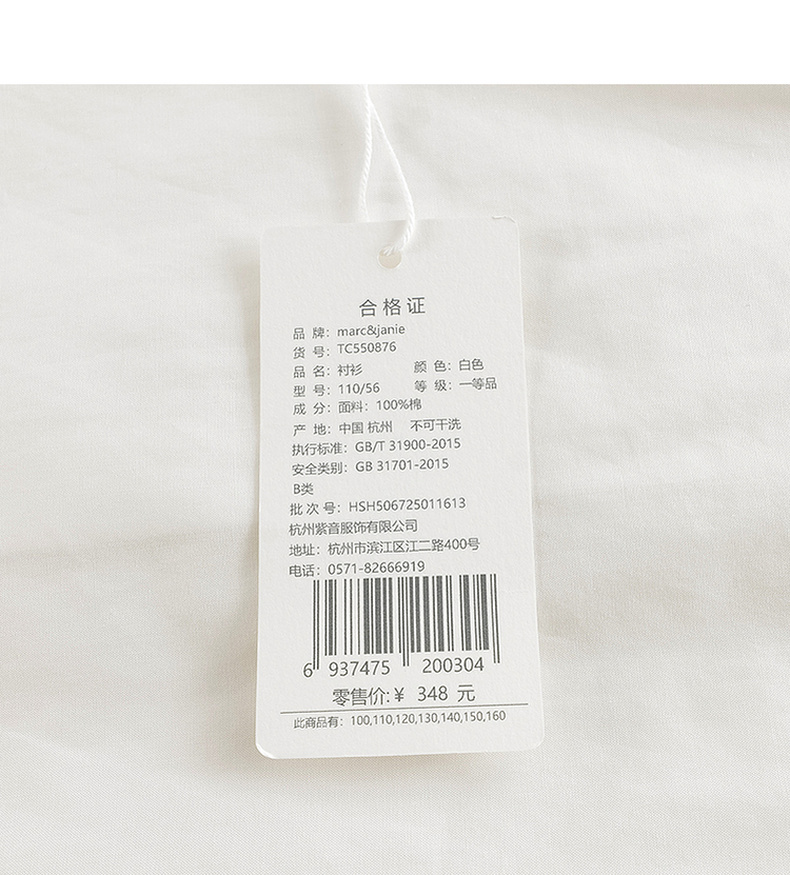 合格证
品 牌：marc&janie
货 号：TC550876
品 名：衬衫 颜 色：白色
型 号：110/56 等 级：一等品
成 分：面料：100%棉
产 地：中国 杭州 不可干洗
执行标准：GB/T 31900-2015
安全类别：GB 31701-2015
B类
批 次 号：HSH506725011613
杭州紫音服饰有限公司
地址：杭州市滨江区江二路400号
电话：0571-82666919
6 937475 200304
零售价:￥ 348 元
此商品有：100,110,120,130,140,150,160